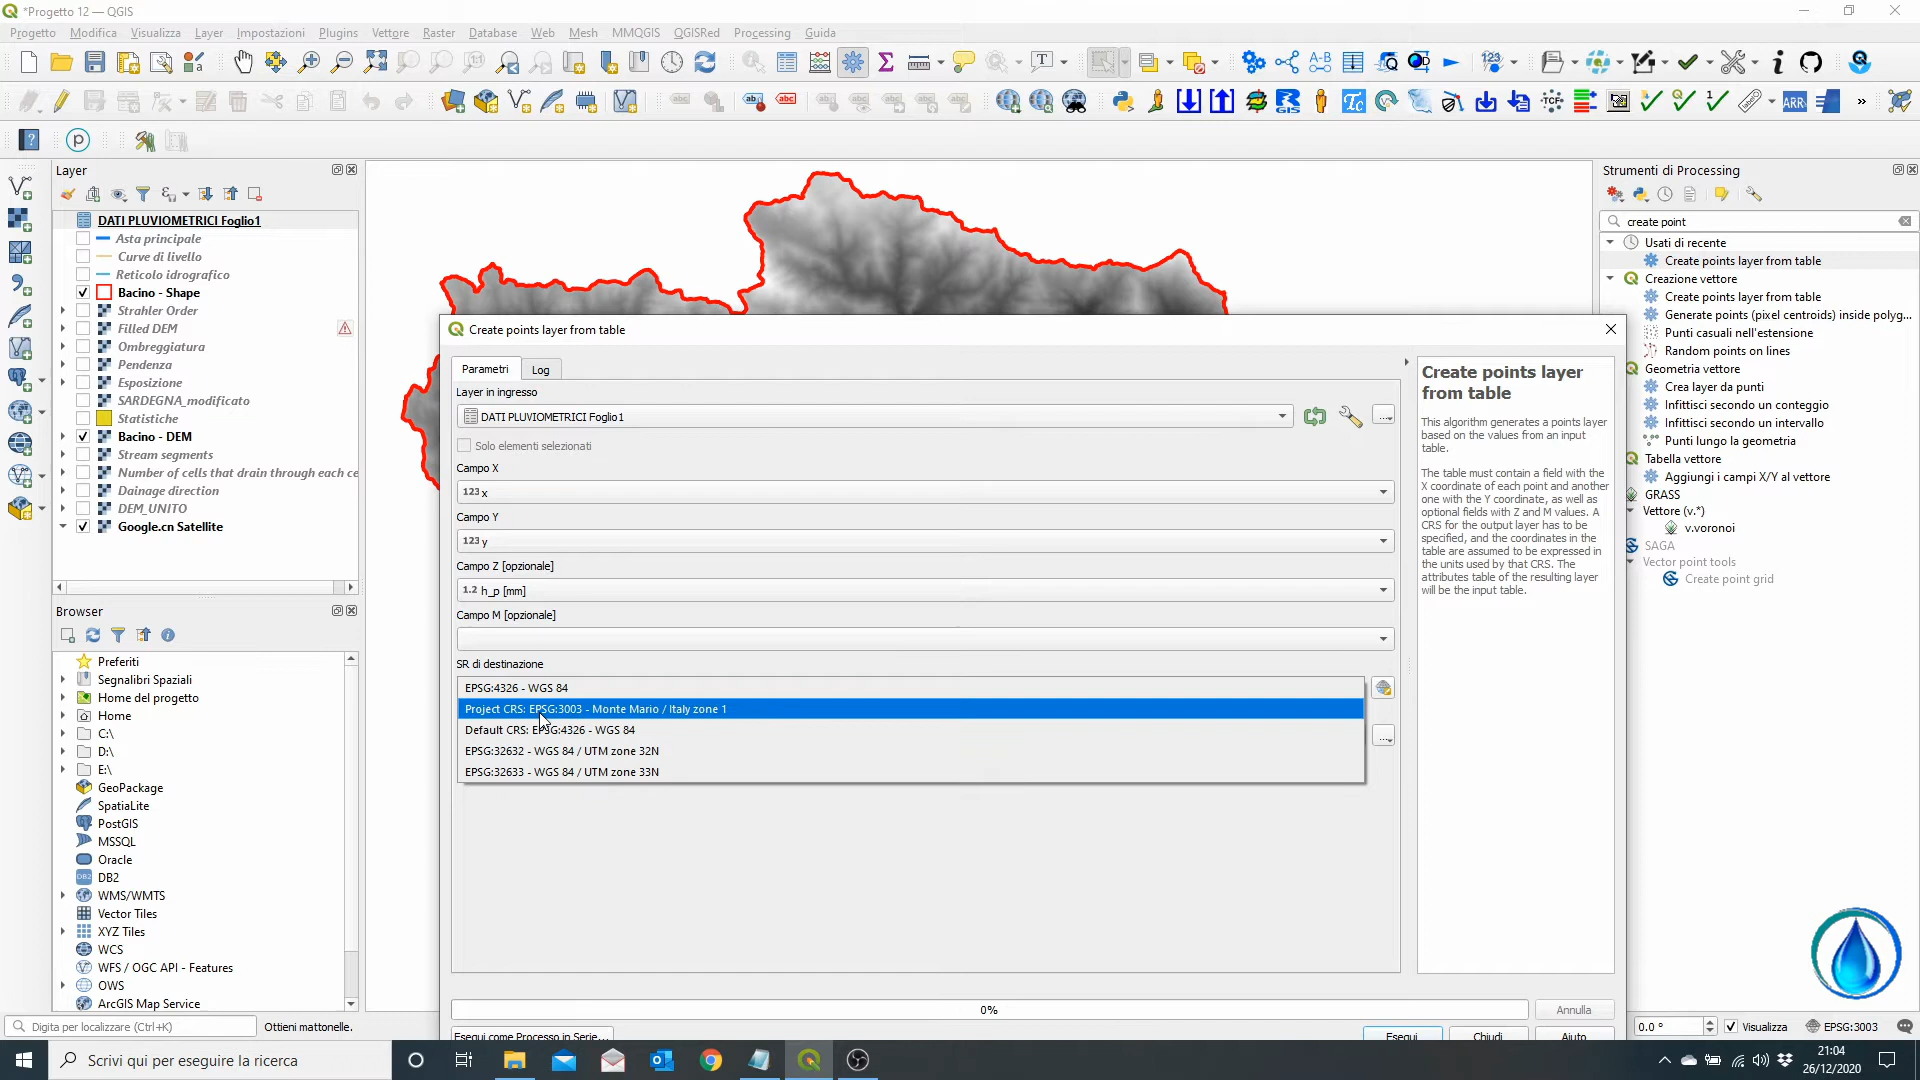 *Progetto 12 — QGIS
Progetto Modifica Visualizza Layer Impostazioni Plugins Vettore Raster Database Web Mesh MMQGIS QGISRed Processing Guida
Layer
DATI PLUVIOMETRICI Foglio1
Asta principale
Curve di livello
Reticolo idrografico
Bacino - Shape
Strahler Order
Filled DEM
Ombreggiatura
Pendenza
Esposizione
SARDEGNA_modificato
Statistiche
Bacino - DEM
Stream segments
Number of cells that drain through each ce
Dainage direction
DEM_UNITO
Google.cn Satellite
Browser
Preferiti
Segnalibri Spaziali
Home del progetto
Home
C:\
D:\
E:\
GeoPackage
SpatiaLite
PostGIS
MSSQL
Oracle
DB2
WMS/WMTS
Vector Tiles
XYZ Tiles
WCS
WFS / OGC API - Features
OWS
ArcGIS Map Service
Create points layer from table
Parametri Log
Layer in ingresso
DATI PLUVIOMETRICI Foglio1
Solo elementi selezionati
Campo X
123 x
Campo Y
123 y
Campo Z [opzionale]
1.2 h_p [mm]
Campo M [opzionale]
SR di destinazione
EPSG:4326 - WGS 84
Project CRS: EPSG:3003 - Monte Mario / Italy zone 1
Default CRS: EPSG:4326 - WGS 84
EPSG:32632 - WGS 84 / UTM zone 32N
EPSG:32633 - WGS 84 / UTM zone 33N
0%
Annulla
Esegui come Processo in Serie...
Esegui Chiudi Aiuto
Create points layer
from table
This algorithm generates a points layer
based on the values from an input
table.
The table must contain a field with the
X coordinate of each point and another
one with the Y coordinate, as well as
optional fields with Z and M values. A
CRS for the output layer has to be
specified, and the coordinates in the
table are assumed to be expressed in
the units used by that CRS. The
attributes table of the resulting layer
will be the input table.
Strumenti di Processing
create point
Usati di recente
Create points layer from table
Creazione vettore
Create points layer from table
Generate points (pixel centroids) inside polyg...
Punti casuali nell'estensione
Random points on lines
Geometria vettore
Crea layer da punti
Infittisci secondo un conteggio
Infittisci secondo un intervallo
Punti lungo la geometria
Tabella vettore
Aggiungi i campi X/Y al vettore
GRASS
Vettore (v.*)
v.voronoi
SAGA
Vector point tools
Create point grid
Digita per localizzare (Ctrl+K)
Ottieni mattonelle.
0.0 °
Visualizza
EPSG:3003
Scrivi qui per eseguire la ricerca
21:04
26/12/2020